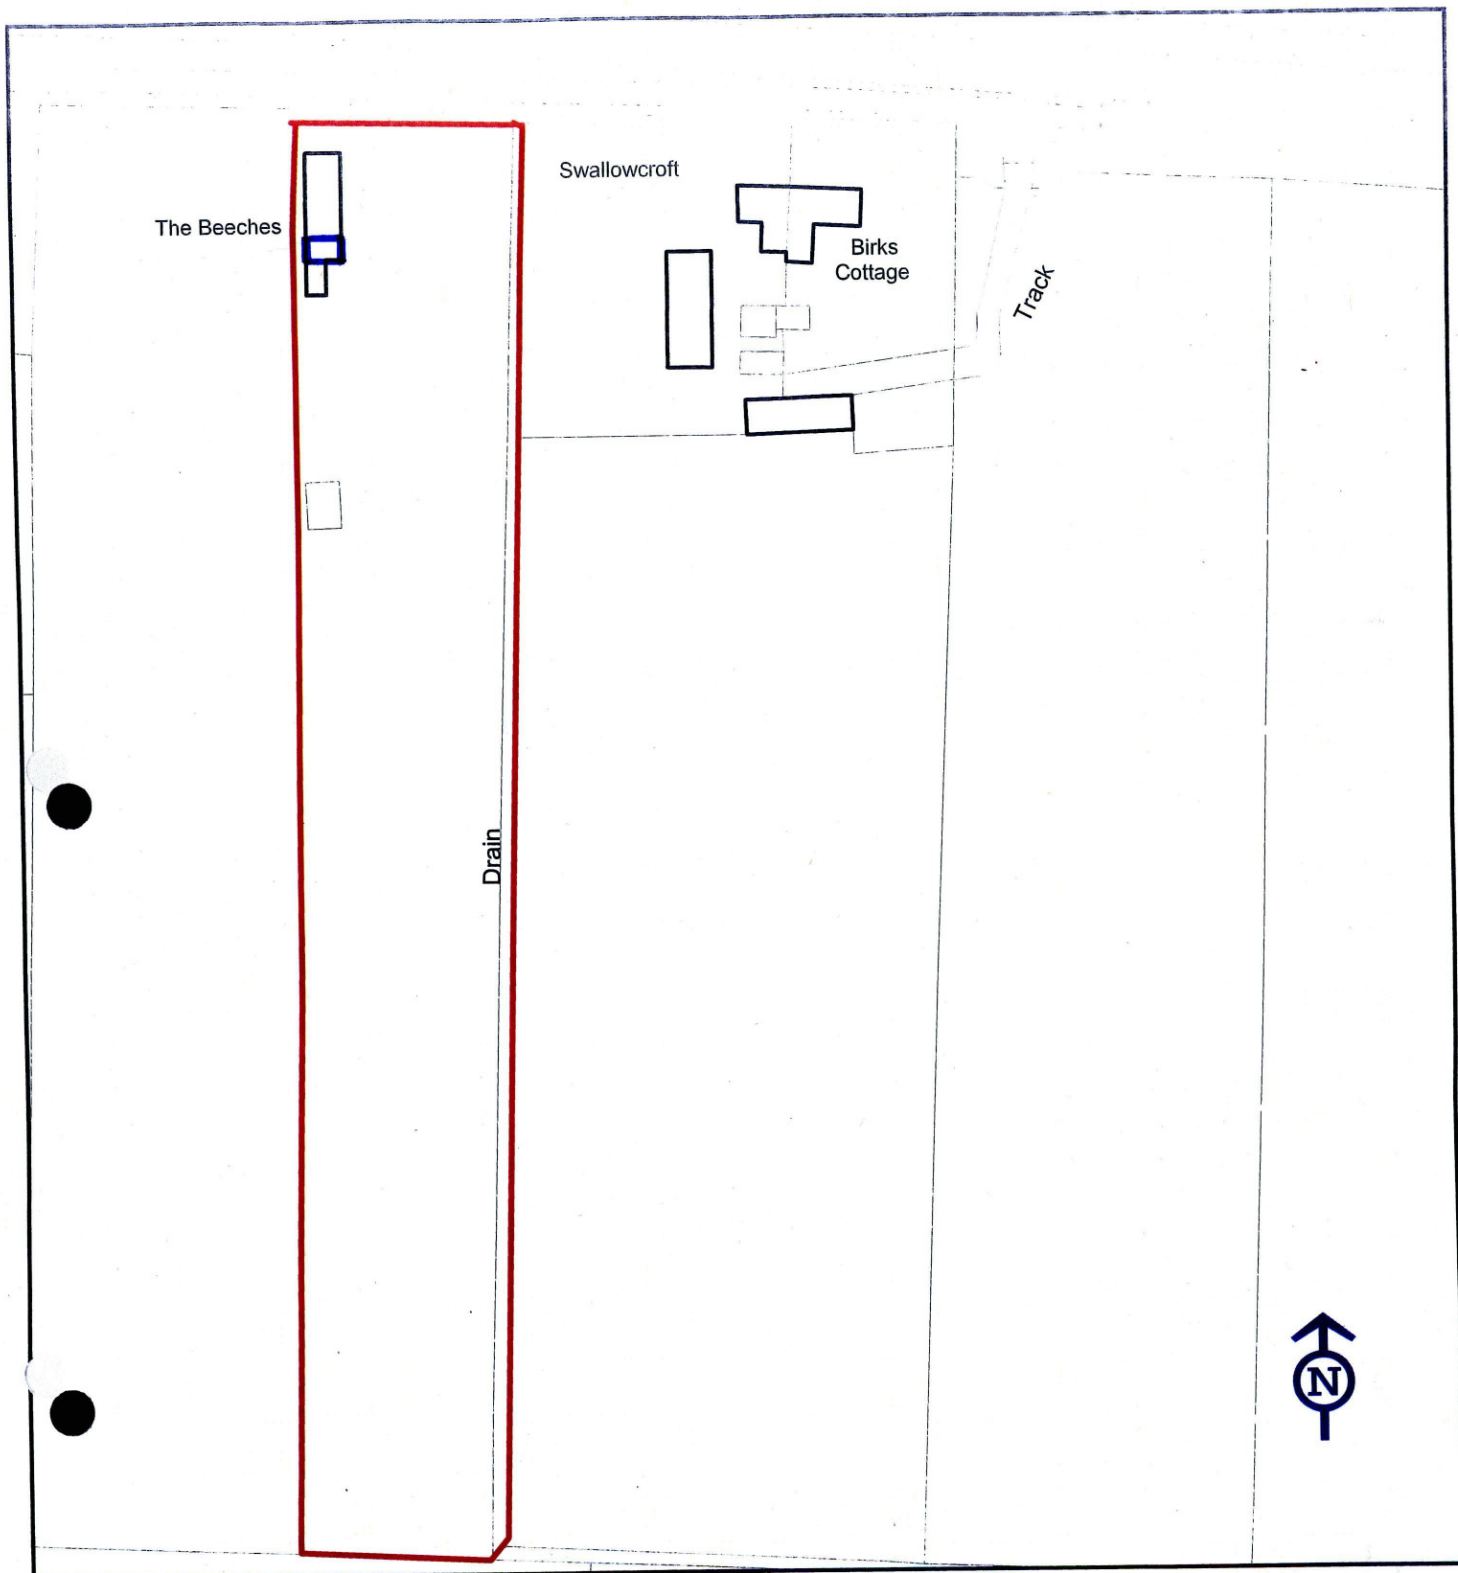 Swallowcroft
The Beeches
Birks
Cottage
Track
Drain
N